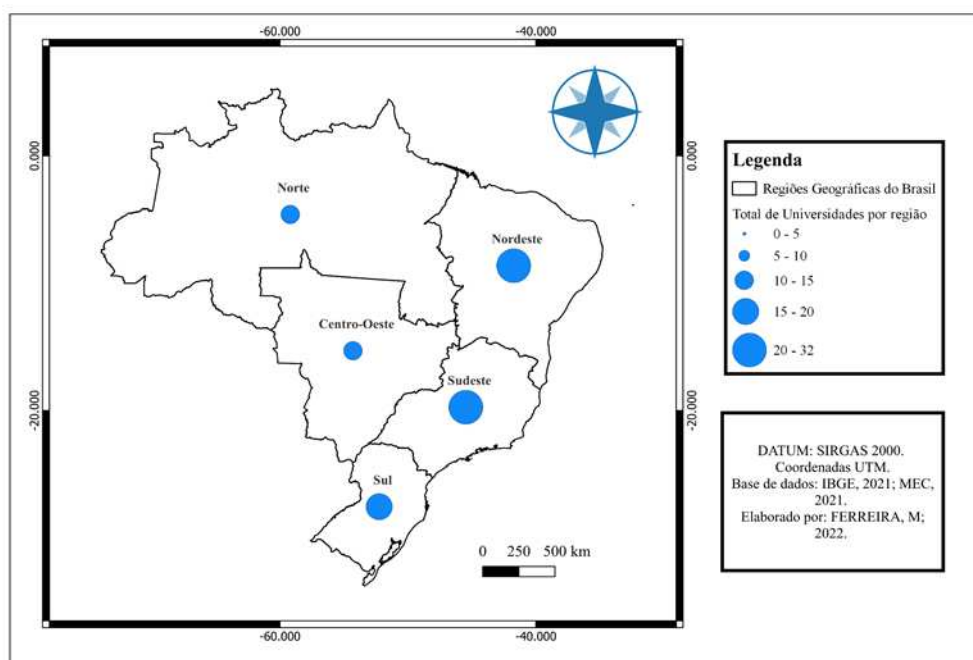 -60.000
-40.000
0.000
0.000
Norte
Nordeste
Centro-Oeste
Sudeste
-20.000
-20.000
Sul
0 250 500 km
-60.000
-40.000
Legenda
Regiões Geográficas do Brasil
Total de Universidades por região
0 - 5
5 - 10
10 - 15
15 - 20
20 - 32
DATUM: SIRGAS 2000.
Coordenadas UTM.
Base de dados: IBGE, 2021; MEC,
2021.
Elaborado por: FERREIRA, M;
2022.